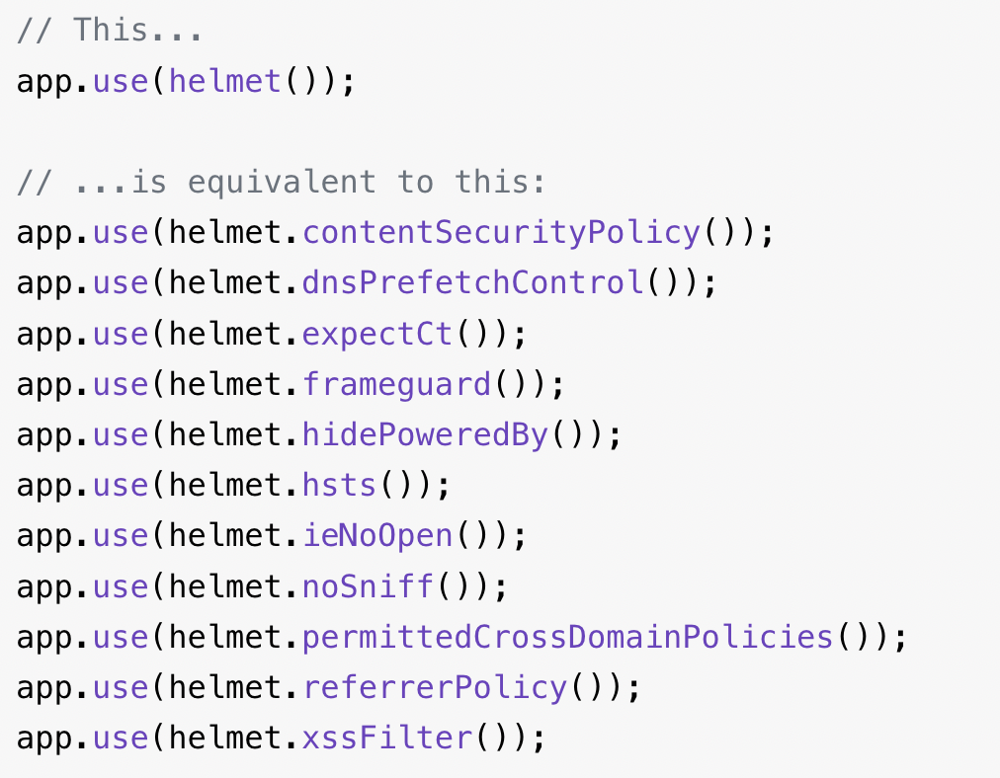 // This...
app.use(helmet());
// ...is equivalent to this:
app.use(helmet.contentSecurityPolicy());
app.use(helmet.dnsPrefetchControl());
app.use(helmet.expectCt());
app.use(helmet.frameguard());
app.use(helmet.hidePoweredBy());
app.use(helmet.hsts());
app.use(helmet.ieNoOpen());
app.use(helmet.noSniff());
app.use(helmet.permittedCrossDomainPolicies());
app.use(helmet.referrerPolicy());
app.use(helmet.xssFilter());